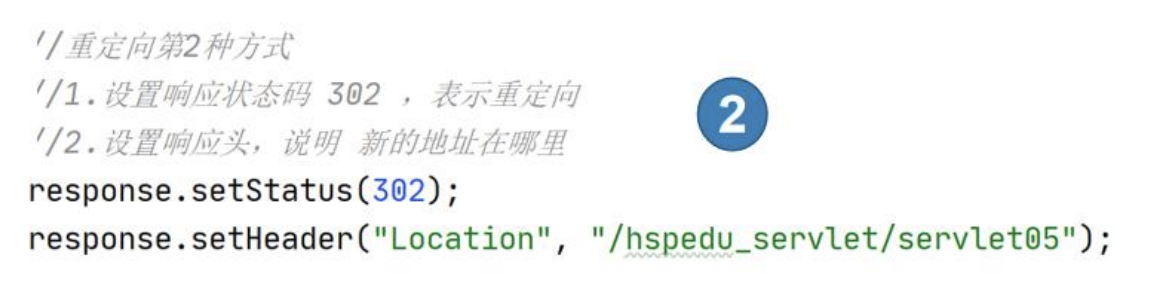 //重定向第2种方式
//1.设置响应状态码 302 ，表示重定向
2
//2.设置响应头，说明 新的地址在哪里
response.setStatus(302);
response.setHeader("Location", "/hspedu_servlet/servlet05");